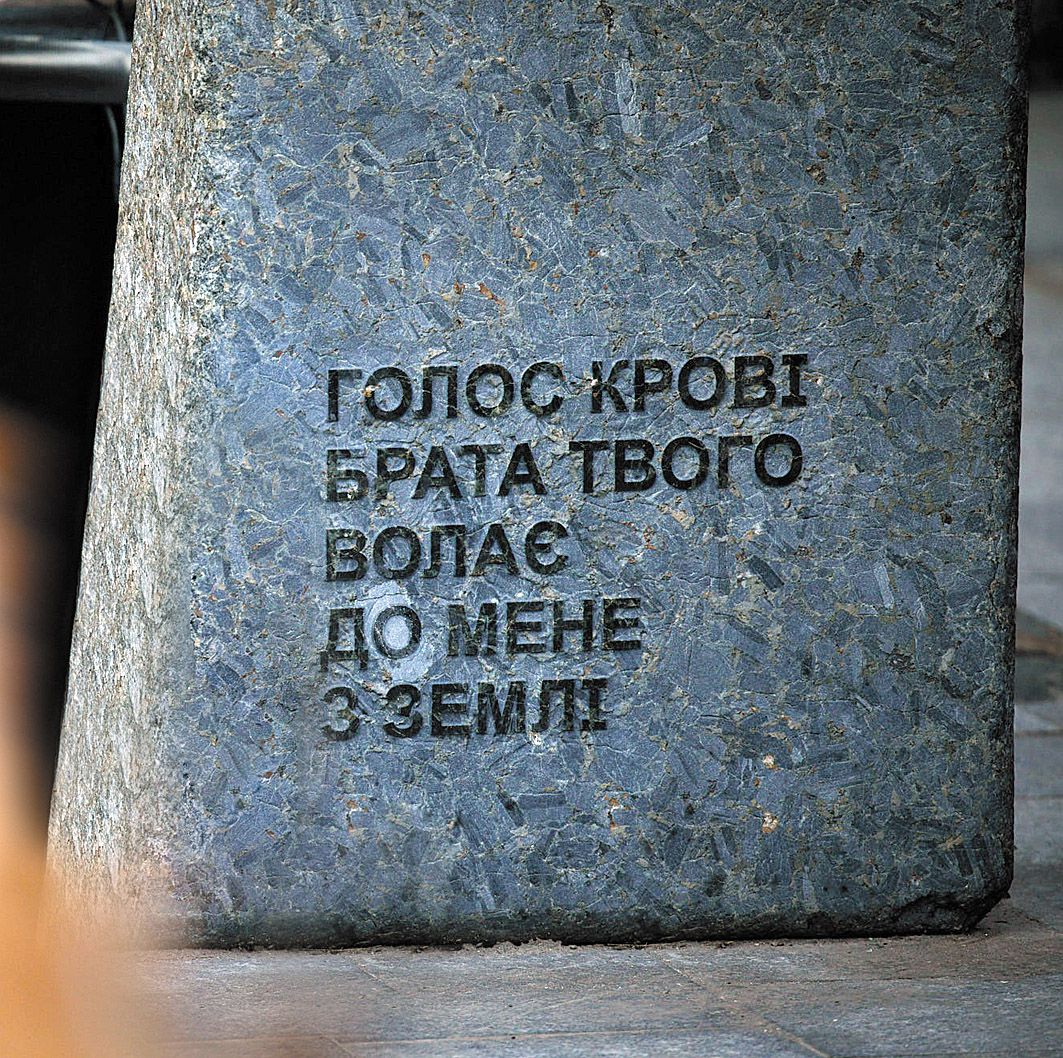 ГОЛОС КРОВІ
БРАТА ТВОГО
ВОЛАЄ
ДО МЕНЕ
З ЗЕМЛІ